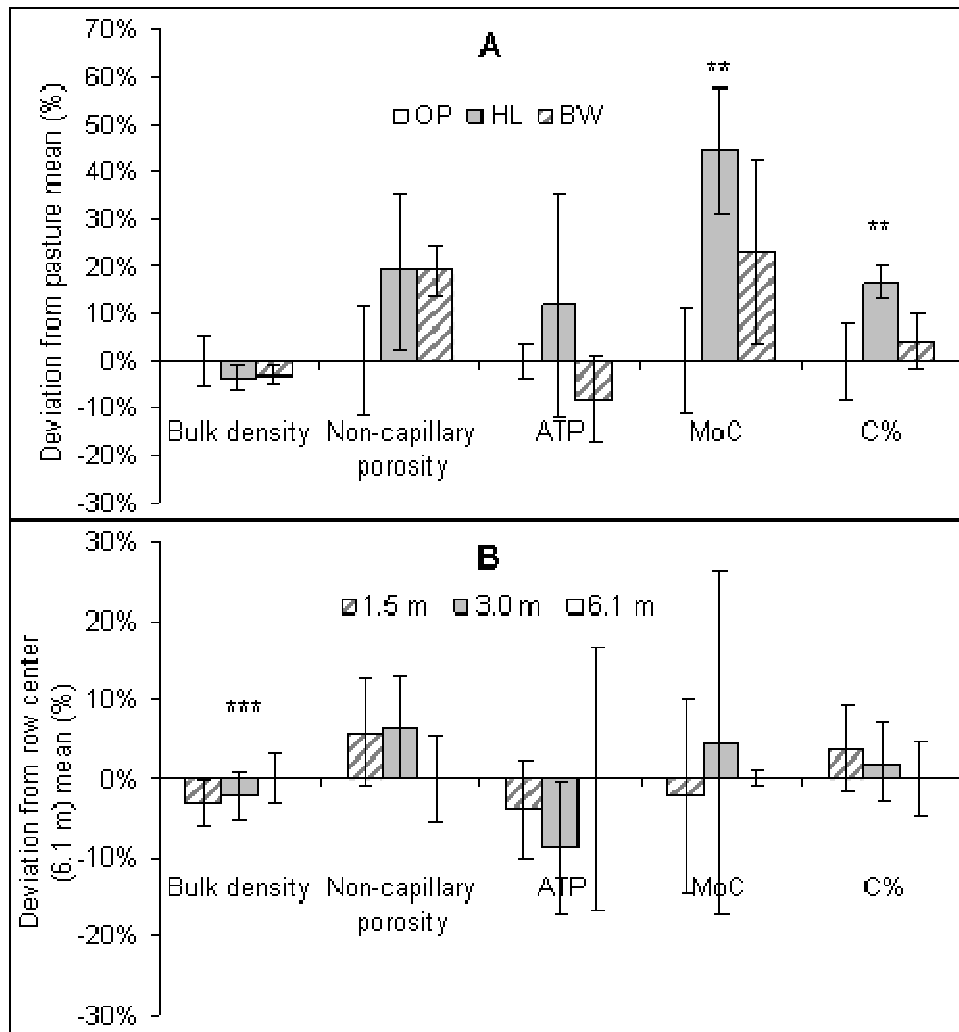 A
70%
60%
50%
40%
30%
20%
10%
0%
-10%
-20%
-30%
Deviation from pasture mean (%)
OP HL BW
**
**
Bulk density Non-capillary porosity ATP MoC C%
B
30%
20%
10%
0%
-10%
-20%
-30%
Deviation from row center
(6.1 m) mean (%)
1.5 m 3.0 m 6.1 m
***
Bulk density Non-capillary porosity ATP MoC C%